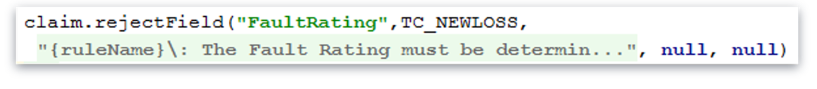 claim.rejectField("FaultRating",TC_NEWLOSS,
"{ruleName}\: The Fault Rating must be determin...", null, null)